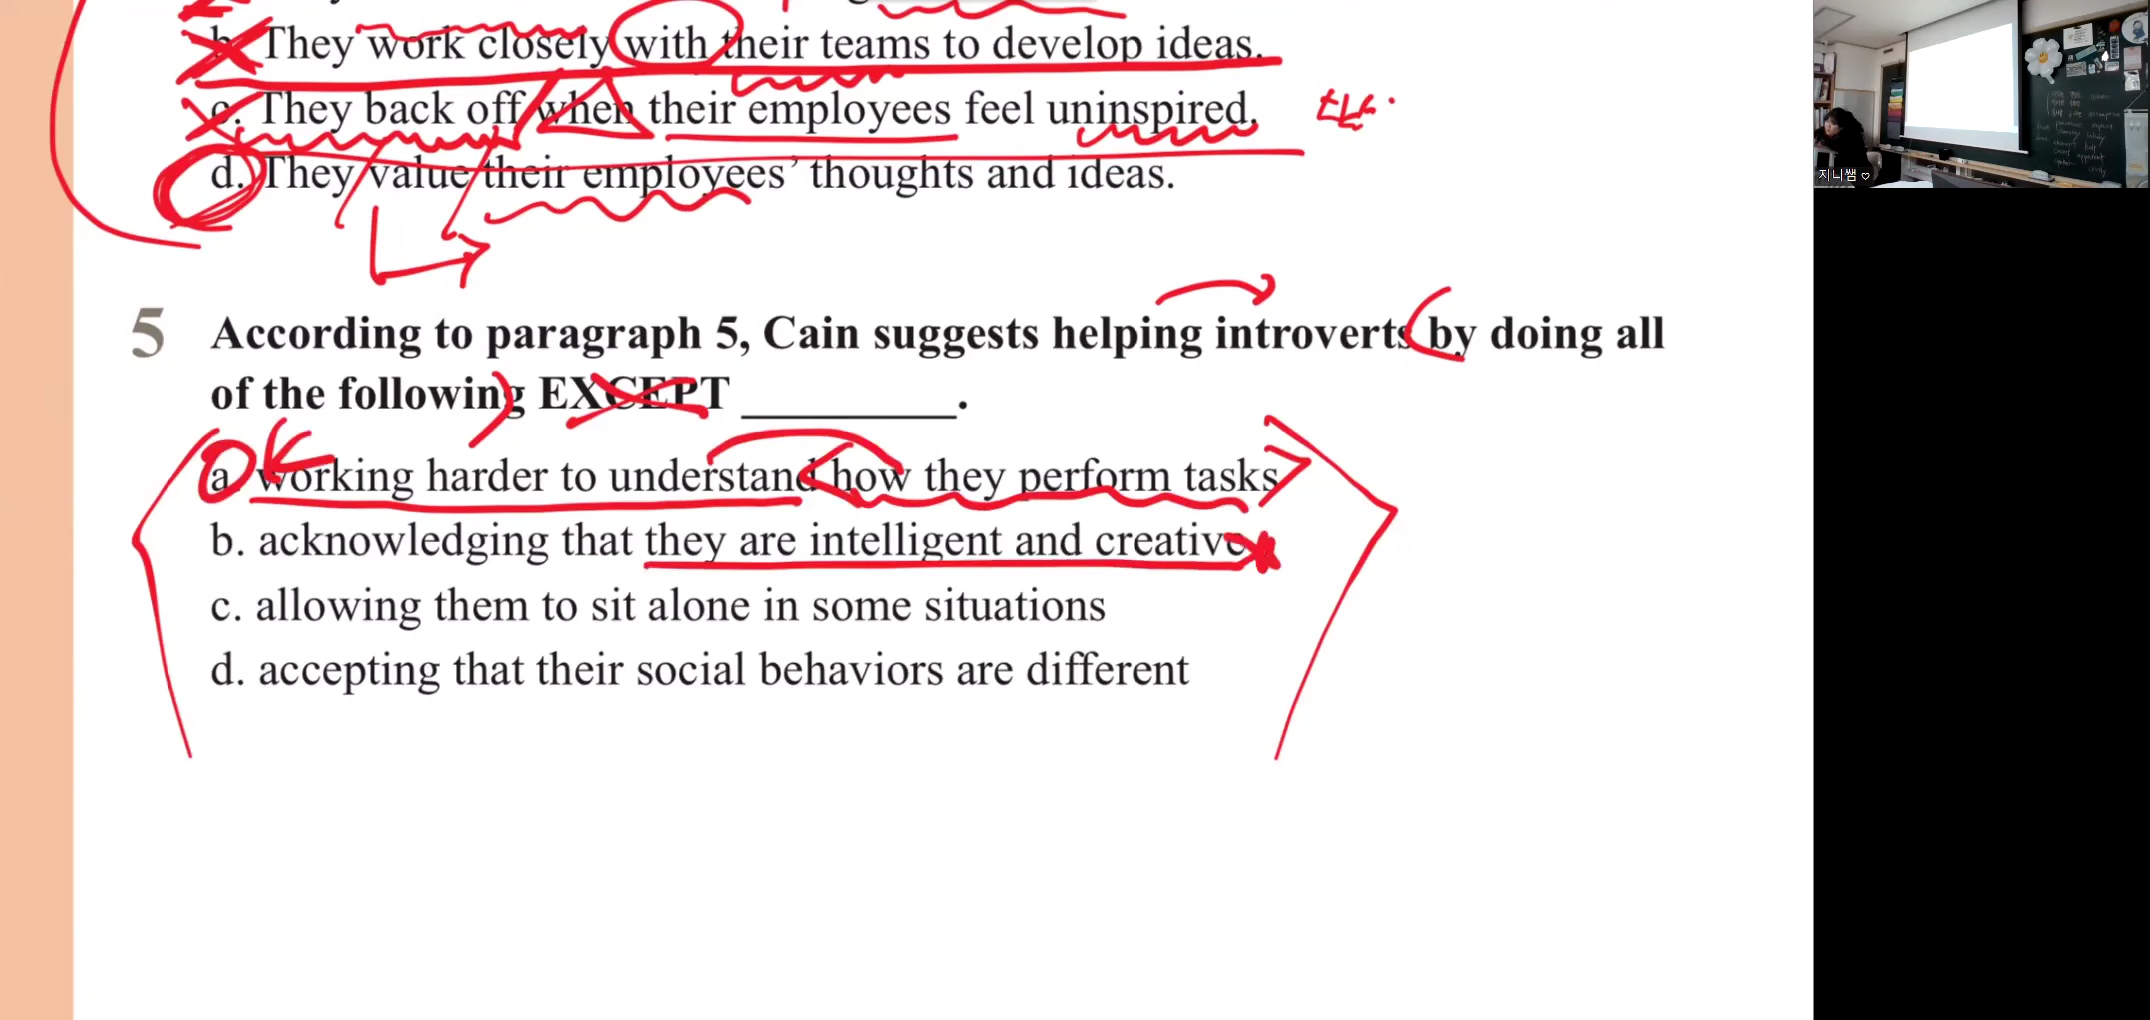 b. They work closely with their teams to develop ideas.
c. They back off when their employees feel uninspired.
d. They value their employees' thoughts and ideas.
5 According to paragraph 5, Cain suggests helping introverts by doing all
of the following EXCEPT _________.
a. working harder to understand how they perform tasks
b. acknowledging that they are intelligent and creative
c. allowing them to sit alone in some situations
d. accepting that their social behaviors are different
지니쌤 ♡